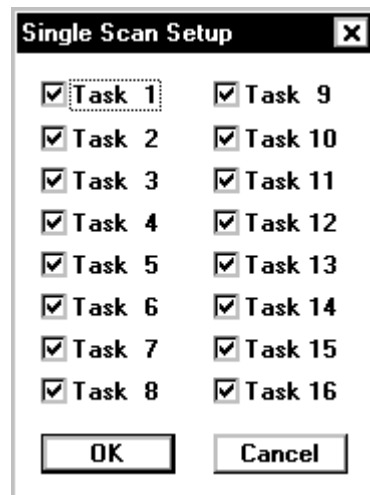 Single Scan Setup
Task 1
Task 2
Task 3
Task 4
Task 5
Task 6
Task 7
Task 8
Task 9
Task 10
Task 11
Task 12
Task 13
Task 14
Task 15
Task 16
OK
Cancel